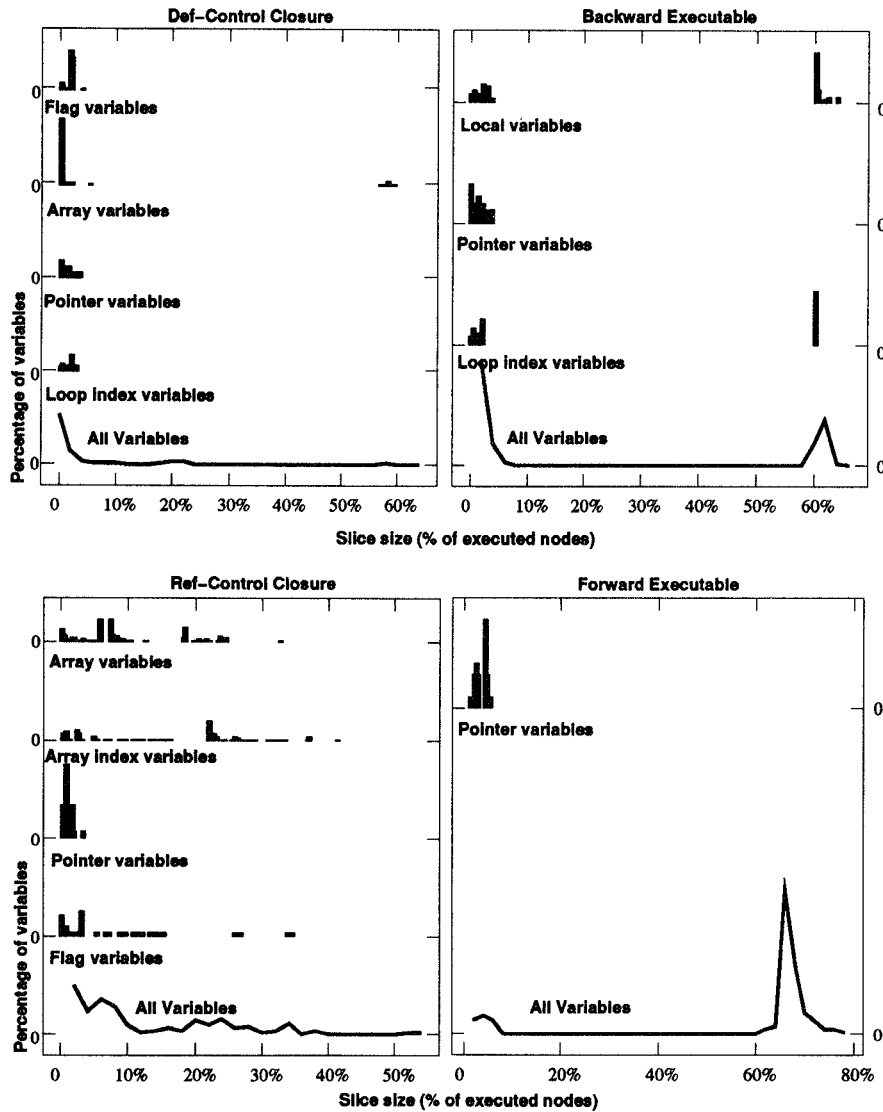 Def–Control Closure
0
Flag variables
0
Array variables
0
Pointer variables
0
Loop index variables
All Variables
0
Percentage of variables
0 10% 20% 30% 40% 50% 60%
Backward Executable
0
Local variables
0
Pointer variables
0
Loop index variables
All Variables
0
0 10% 20% 30% 40% 50% 60%
Slice size (% of executed nodes)
Ref–Control Closure
0
Array variables
0
Array index variables
0
Pointer variables
0
Flag variables
All Variables
0
Percentage of variables
0 10% 20% 30% 40% 50%
Forward Executable
0
Pointer variables
All Variables
0
0 20% 40% 60% 80%
Slice size (% of executed nodes)